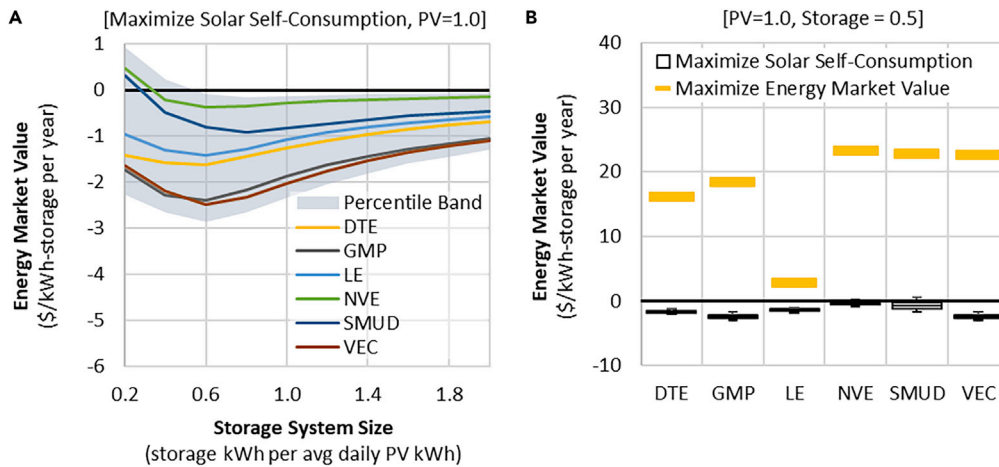 A
[Maximize Solar Self-Consumption, PV=1.0]
Energy Market Value
($/kWh-storage per year)
1
0
-1
-2
-3
-4
-5
-6
Percentile Band
DTE
GMP
LE
NVE
SMUD
VEC
0.2 0.6 1.0 1.4 1.8
Storage System Size
(storage kWh per avg daily PV kWh)
B
[PV=1.0, Storage = 0.5]
Energy Market Value
($/kWh-storage per year)
40
30
20
10
0
-10
Maximize Solar Self-Consumption
Maximize Energy Market Value
DTE GMP LE NVE SMUD VEC